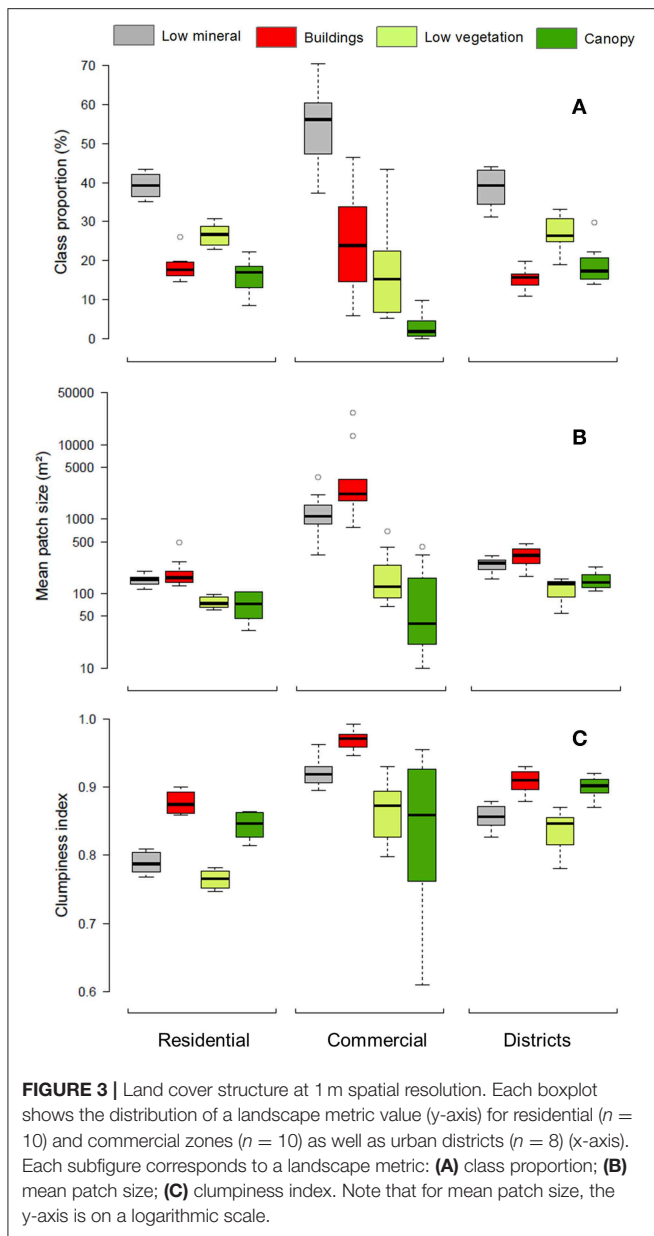 Low mineral Buildings Low vegetation Canopy
A
Class proportion (%)
70
60
50
40
30
20
10
0
B
Mean patch size (m²)
50000
10000
5000
1000
500
100
50
10
C
Clumpiness index
1.0
0.9
0.8
0.7
0.6
Residential Commercial Districts
FIGURE 3 | Land cover structure at 1 m spatial resolution. Each boxplot
shows the distribution of a landscape metric value (y-axis) for residential (n =
10) and commercial zones (n = 10) as well as urban districts (n = 8) (x-axis).
Each subfigure corresponds to a landscape metric: (A) class proportion; (B)
mean patch size; (C) clumpiness index. Note that for mean patch size, the
y-axis is on a logarithmic scale.